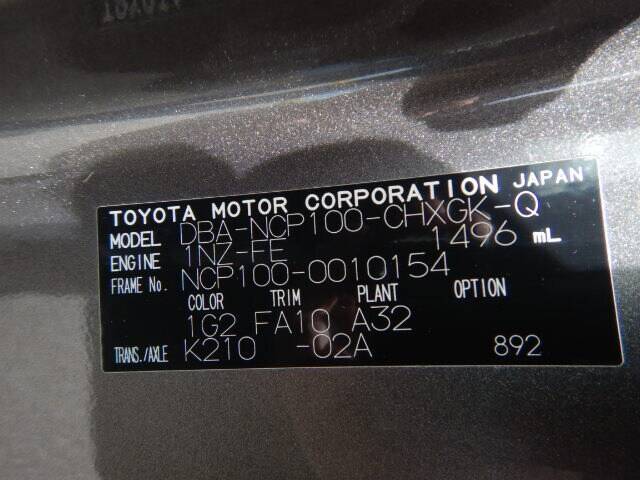 TOYOTA MOTOR CORPORATION JAPAN
MODEL DBA-NCP100-CHXGK-Q
ENGINE 1NZ-FE 1496 mL
FRAME No. NCP100-0010154
COLOR TRIM PLANT OPTION
1G2 FA10 A32
TRANS./AXLE K210 -02A 892